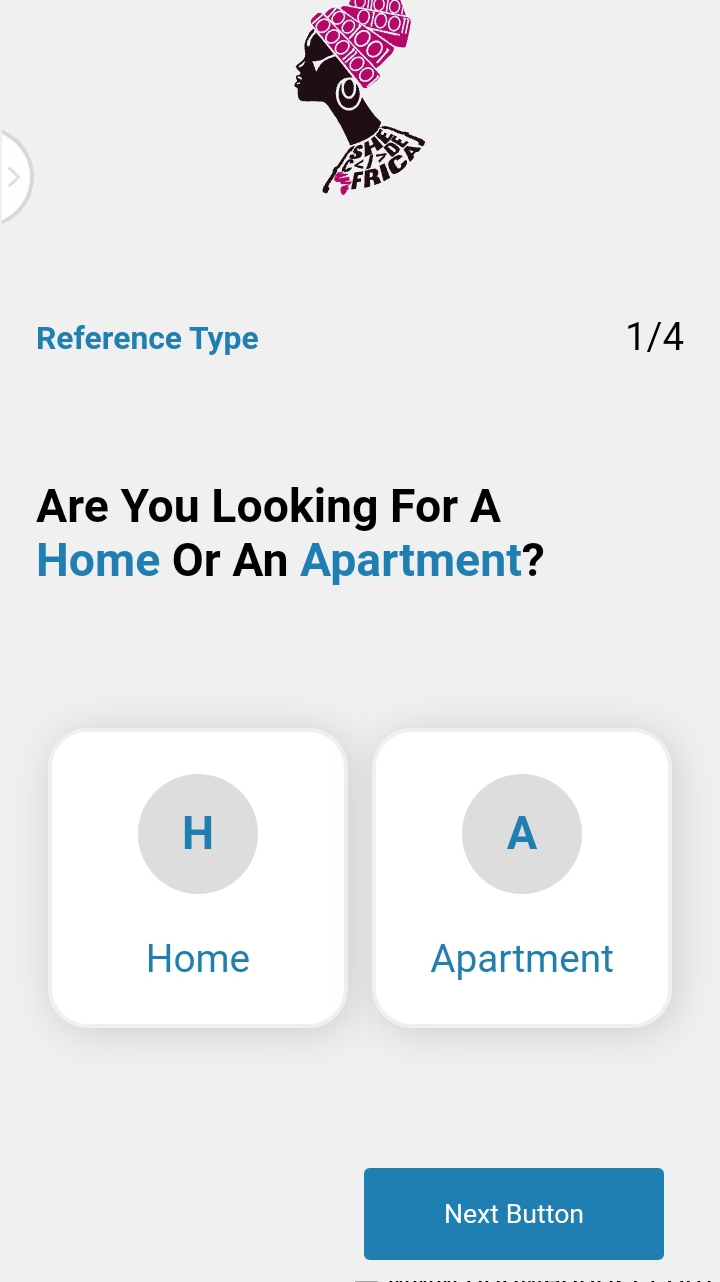 SHE
C</>DE
AFRICA
Reference Type
1/4
Are You Looking For A
Home Or An Apartment?
H
A
Home
Apartment
Next Button